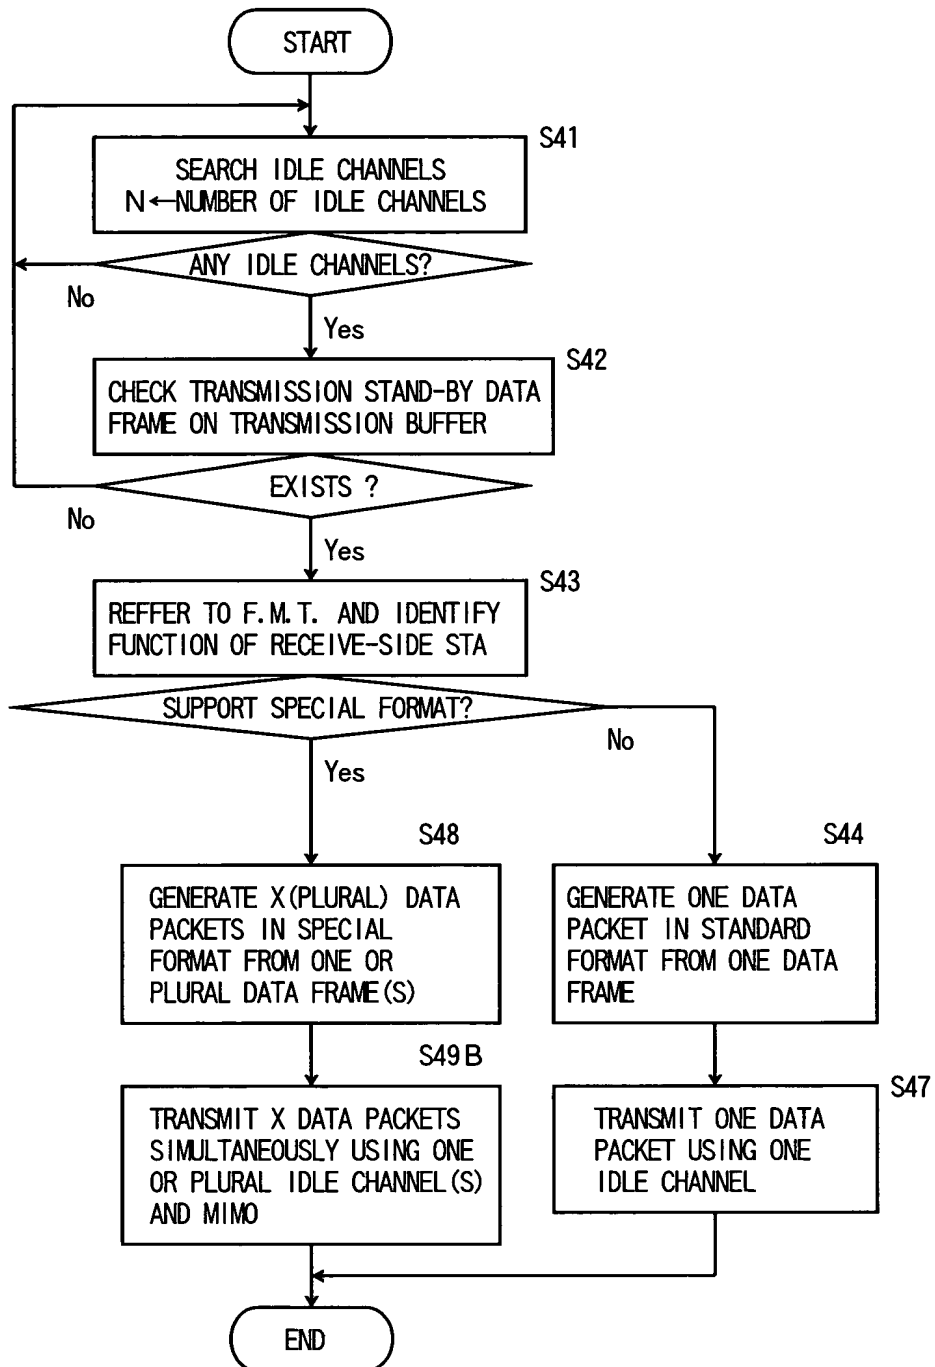 START
S41
SEARCH IDLE CHANNELS
N←NUMBER OF IDLE CHANNELS
ANY IDLE CHANNELS?
No
Yes
S42
CHECK TRANSMISSION STAND-BY DATA
FRAME ON TRANSMISSION BUFFER
EXISTS ?
No
Yes
S43
REFFER TO F.M.T. AND IDENTIFY
FUNCTION OF RECEIVE-SIDE STA
SUPPORT SPECIAL FORMAT?
No
Yes
S48
GENERATE X(PLURAL) DATA
PACKETS IN SPECIAL
FORMAT FROM ONE OR
PLURAL DATA FRAME(S)
S44
GENERATE ONE DATA
PACKET IN STANDARD
FORMAT FROM ONE DATA
FRAME
S49B
TRANSMIT X DATA PACKETS
SIMULTANEOUSLY USING ONE
OR PLURAL IDLE CHANNEL(S)
AND MIMO
S47
TRANSMIT ONE DATA
PACKET USING ONE
IDLE CHANNEL
END